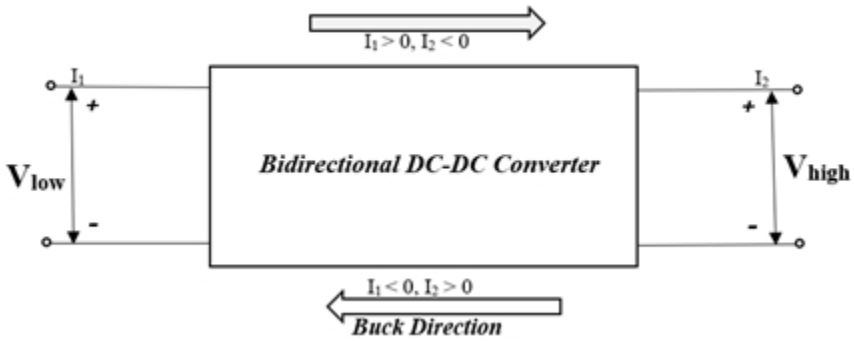 I₁ > 0, I₂ < 0
I₁ I₂
+ +
Bidirectional DC-DC Converter
V_low V_high
- -
I₁ < 0, I₂ > 0
Buck Direction